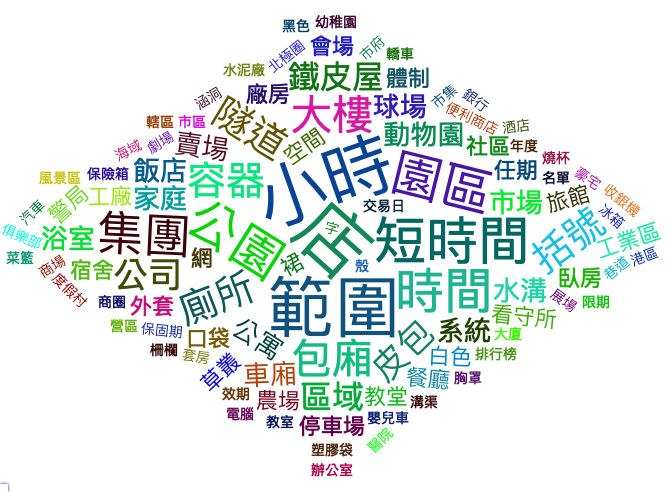 黑色 幼稚園
北極圈 會場 市府 轎車
水泥廠 鐵皮屋 體制
涵洞 廠房 大樓 球場 市集 銀行
轄區 市區 隧道 便利商店 酒店
海域 劇場 賣場 空間 動物園 社區 年度
風景區 保險箱 飯店 容器 小時 園區 任期 燒杯 名單 豪宅
汽車 警局 工廠 家庭 交易日 市場 旅館 收銀機
俱樂部 浴室 集團 公園 店 字 短時間 括號 冰箱 工業區
菜籃 商場 宿舍 公司 網 裙 殼 時間 臥房 巷道 港區
度假村 商圈 外套 廁所 範圍 水溝 展場 限期
營區 保固期 口袋 公寓 系統 看守所 大廈
柵欄 套房 包廂 皮包 白色 排行榜
草叢 車廂 餐廳 胸罩
效期 農場 區域 教堂 溝渠
電腦 教室 停車場 嬰兒車
塑膠袋 醫院
辦公室